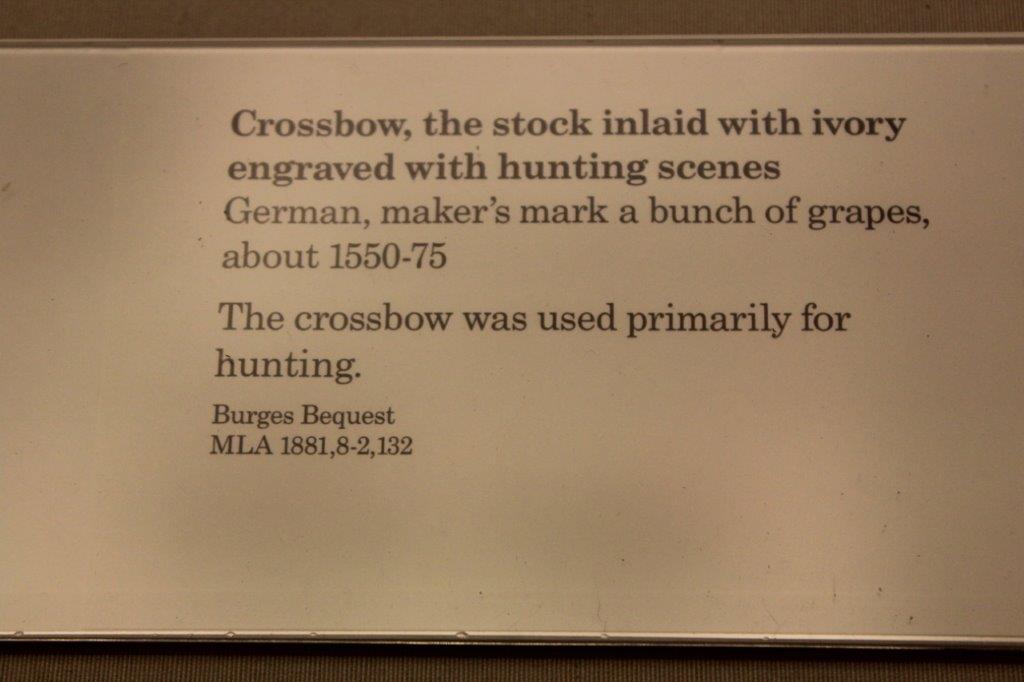 Crossbow, the stock inlaid with ivory
engraved with hunting scenes
German, maker's mark a bunch of grapes,
about 1550-75
The crossbow was used primarily for
hunting.
Burges Bequest
MLA 1881,8-2,132